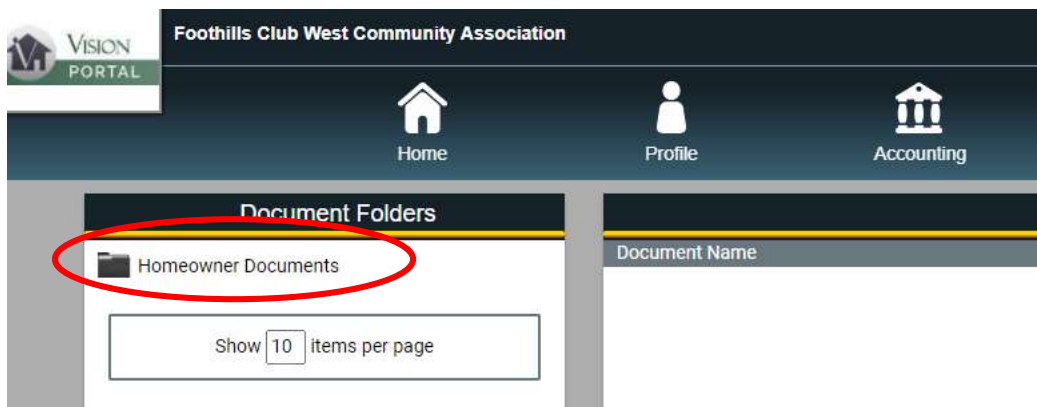 VISION
PORTAL
Foothills Club West Community Association
Home
Profile
Accounting
Document Folders
Homeowner Documents
Show 10 items per page
Document Name